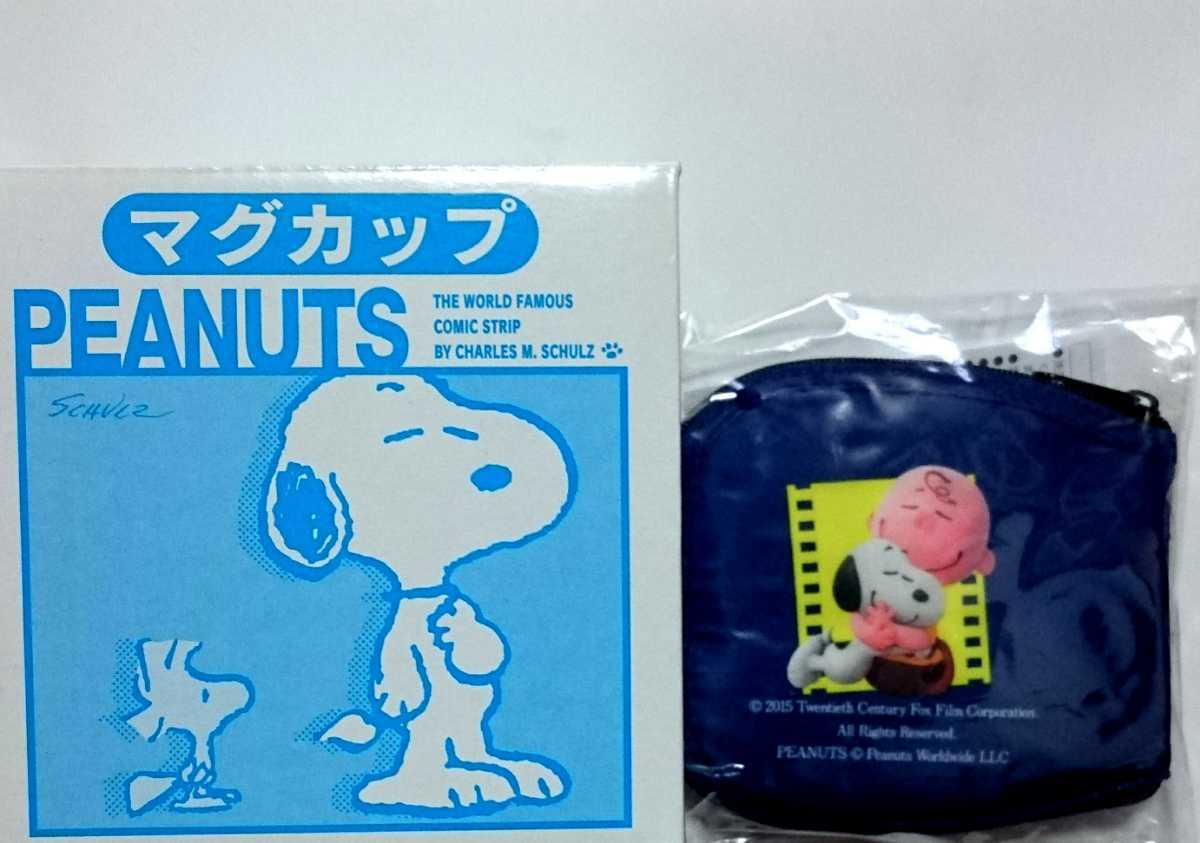 マグカップ
PEANUTS
THE WORLD FAMOUS
COMIC STRIP
BY CHARLES M. SCHULZ
SCHULZ
© 2015 Twentieth Century Fox Film Corporation.
All Rights Reserved.
PEANUTS © Peanuts Worldwide LLC